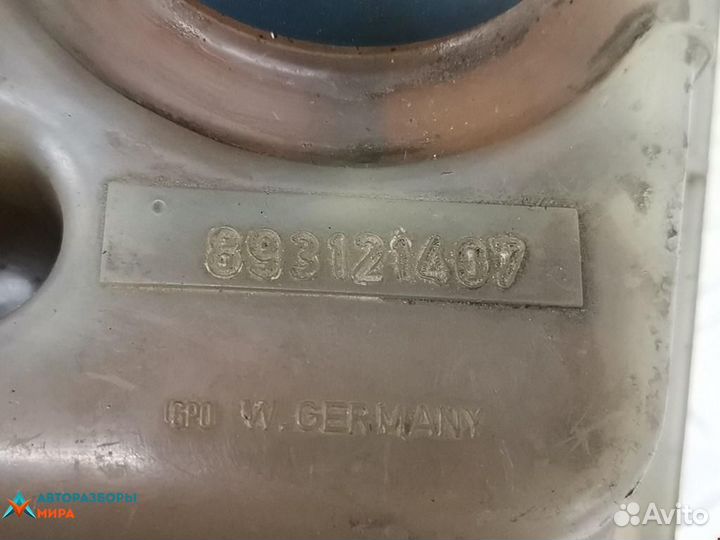 893121407
GPO W. GERMANY
АВТОРАЗБОРЫ
МИРА
Avito